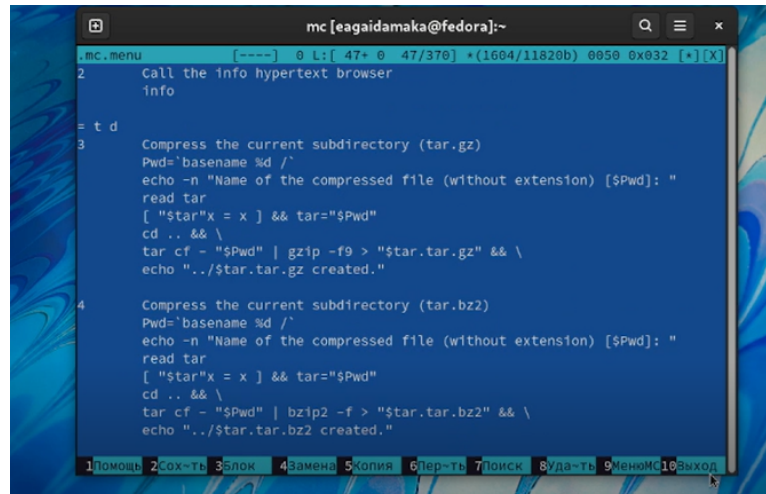 mc [eagaidamaka@fedora]:~
.mc.menu [----] 0 L:[ 47+ 0 47/370] *(1604/11820b) 0050 0x032 [*][X]
2 Call the info hypertext browser
info
= t d
3 Compress the current subdirectory (tar.gz)
Pwd=`basename %d /`
echo -n "Name of the compressed file (without extension) [$Pwd]: "
read tar
[ "$tar"x = x ] && tar="$Pwd"
cd .. && \
tar cf - "$Pwd" | gzip -f9 > "$tar.tar.gz" && \
echo "../$tar.tar.gz created."
4 Compress the current subdirectory (tar.bz2)
Pwd=`basename %d /`
echo -n "Name of the compressed file (without extension) [$Pwd]: "
read tar
[ "$tar"x = x ] && tar="$Pwd"
cd .. && \
tar cf - "$Pwd" | bzip2 -f > "$tar.tar.bz2" && \
echo "../$tar.tar.bz2 created."
1Помощь 2Сох~ть 3Блок 4Замена 5Копия 6Пер~ть 7Поиск 8Уда~ть 9МенюMC10Выход